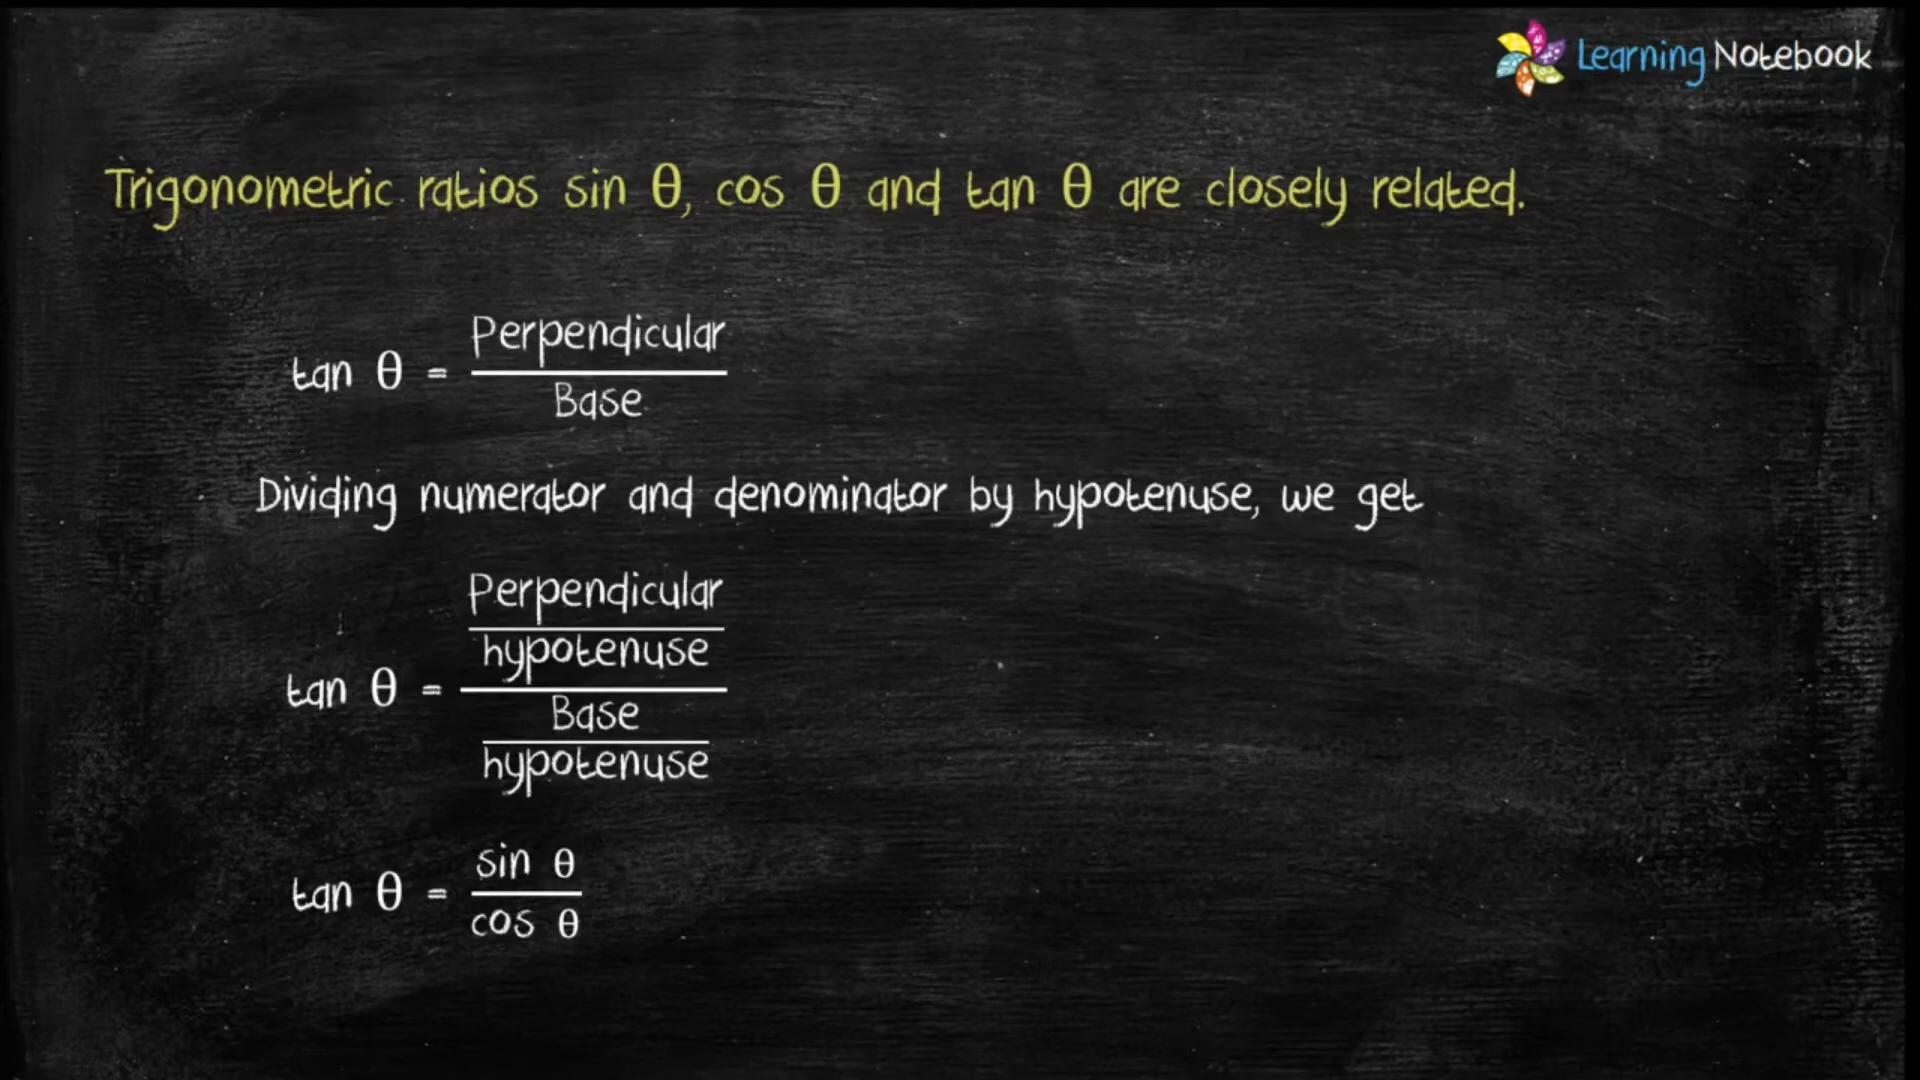 Learning Notebook
Trigonometric ratios sin θ, cos θ and tan θ are closely related.
tan θ = Perpendicular / Base
Dividing numerator and denominator by hypotenuse, we get
tan θ = Perpendicular / hypotenuse / Base / hypotenuse
tan θ = sin θ / cos θ